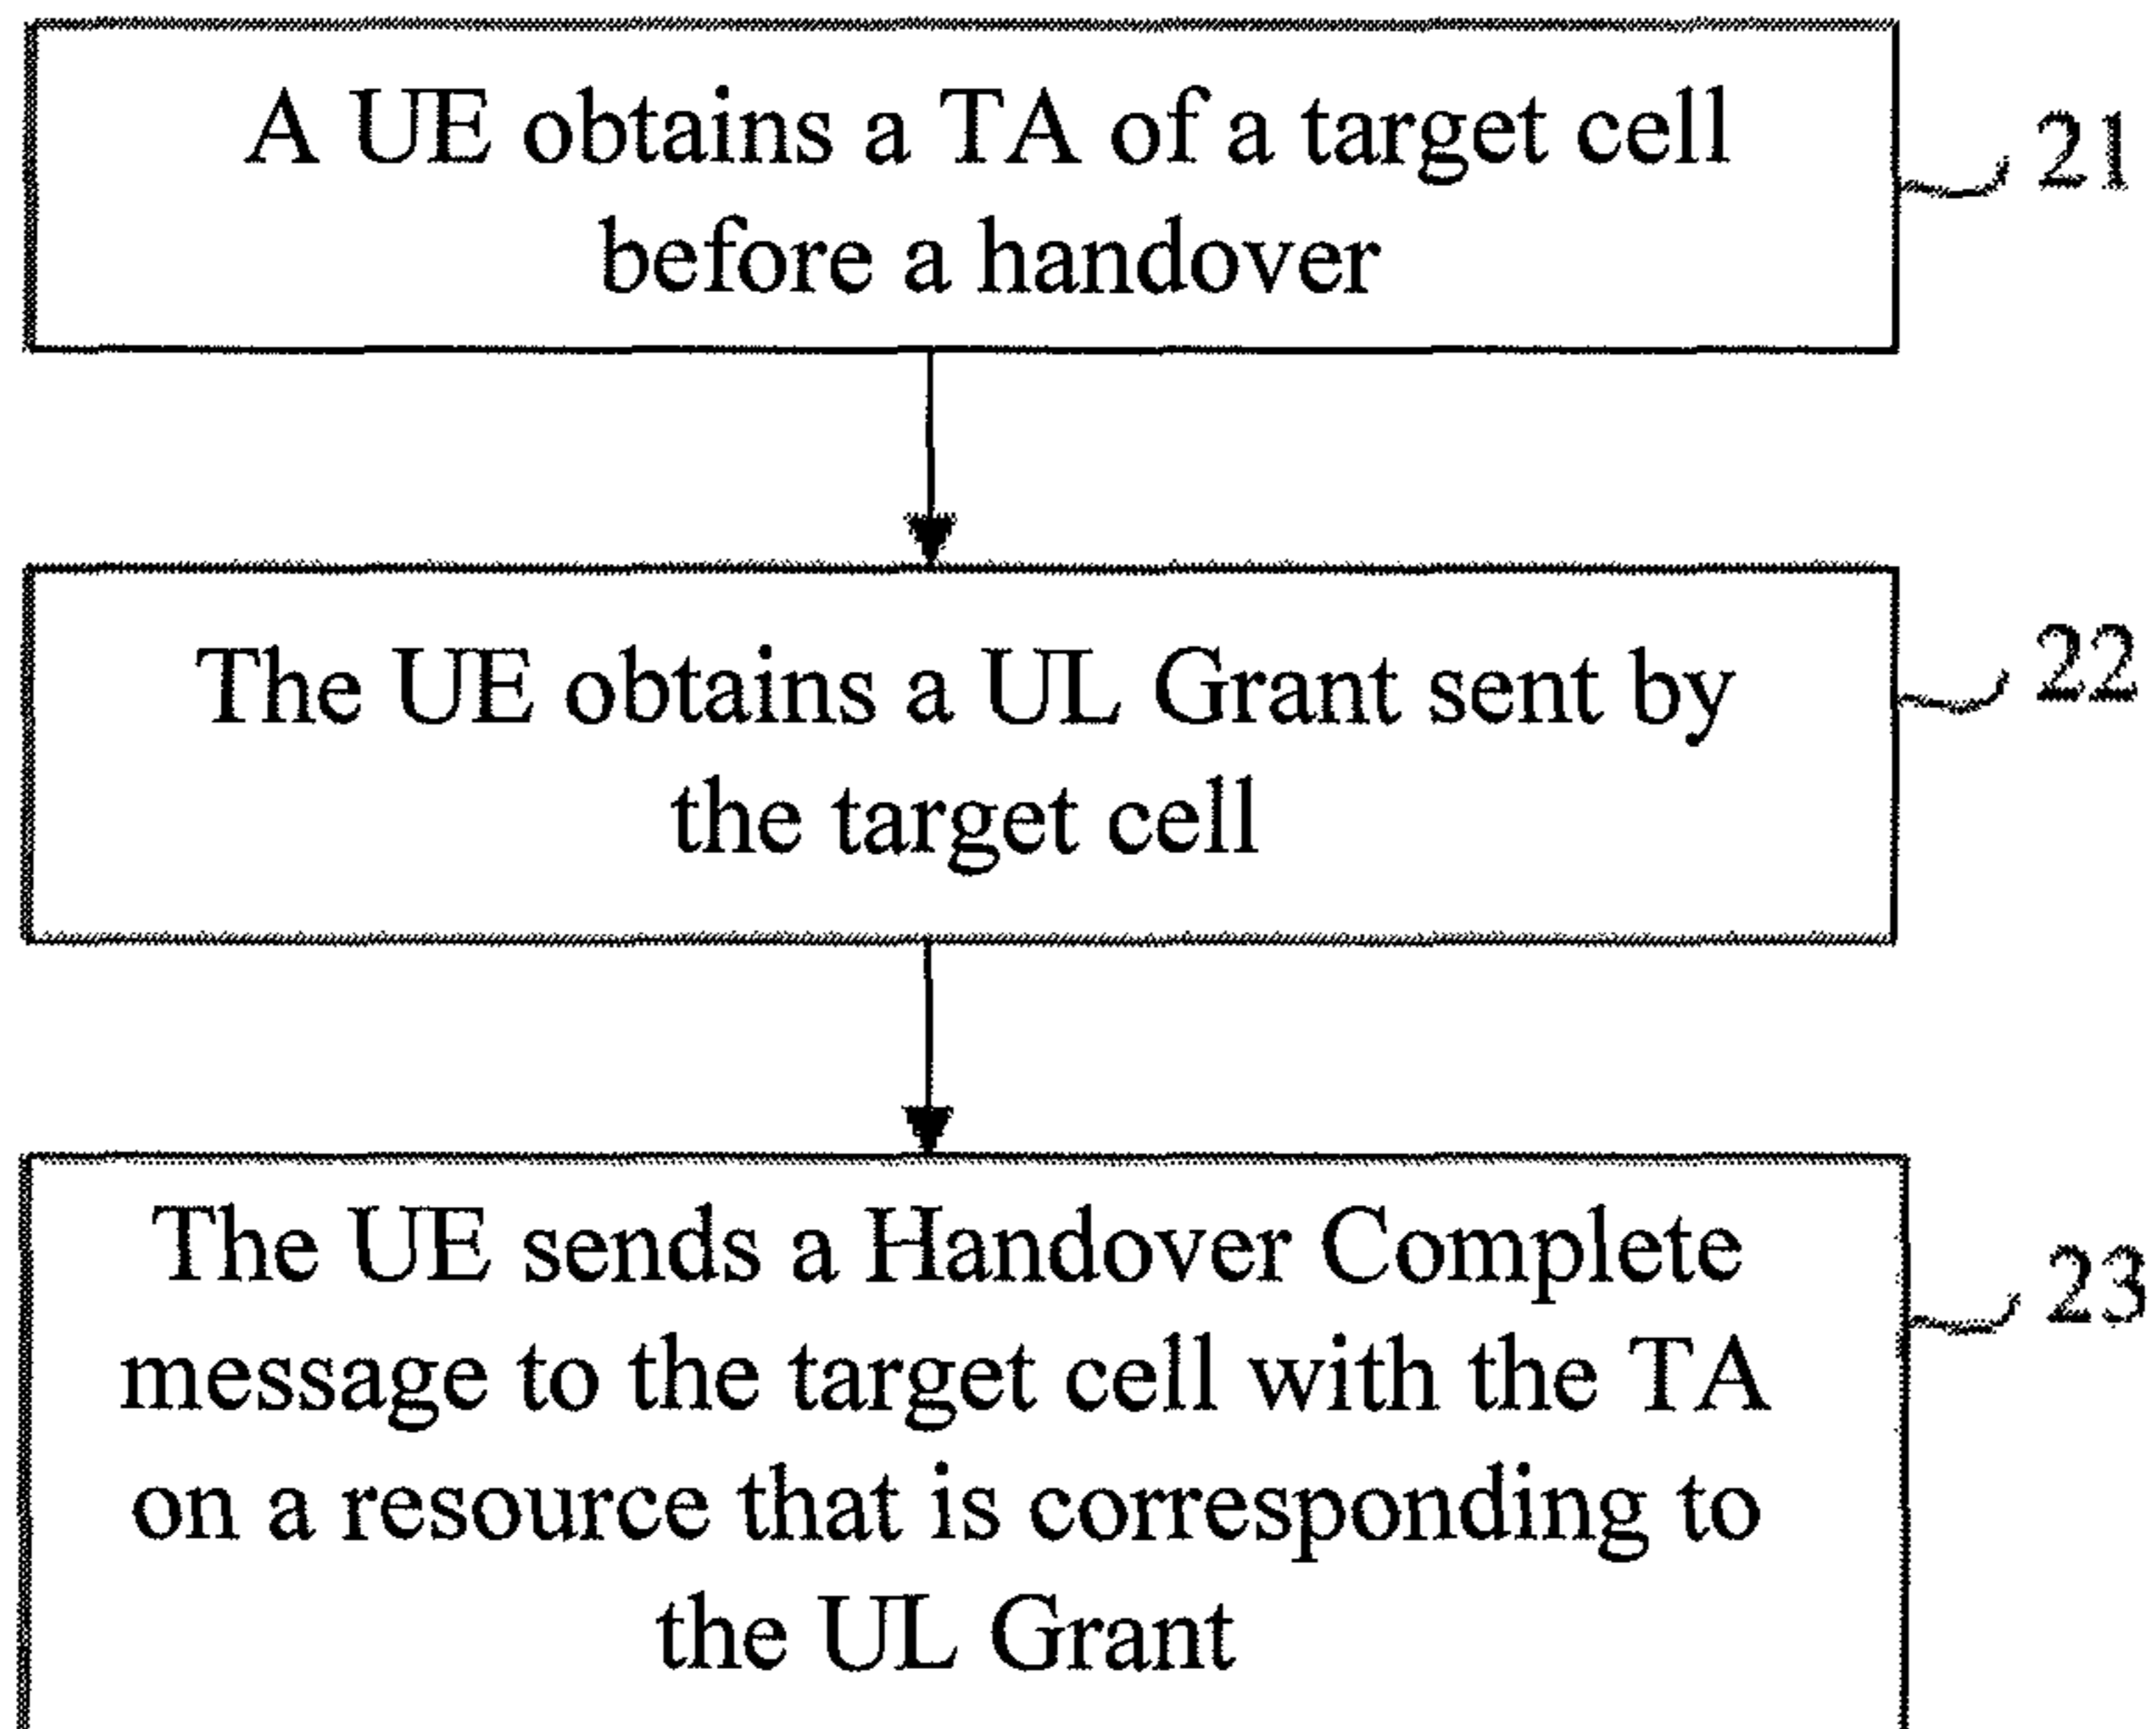 A UE obtains a TA of a target cell
before a handover
21
The UE obtains a UL Grant sent by
the target cell
22
The UE sends a Handover Complete
message to the target cell with the TA
on a resource that is corresponding to
the UL Grant
23